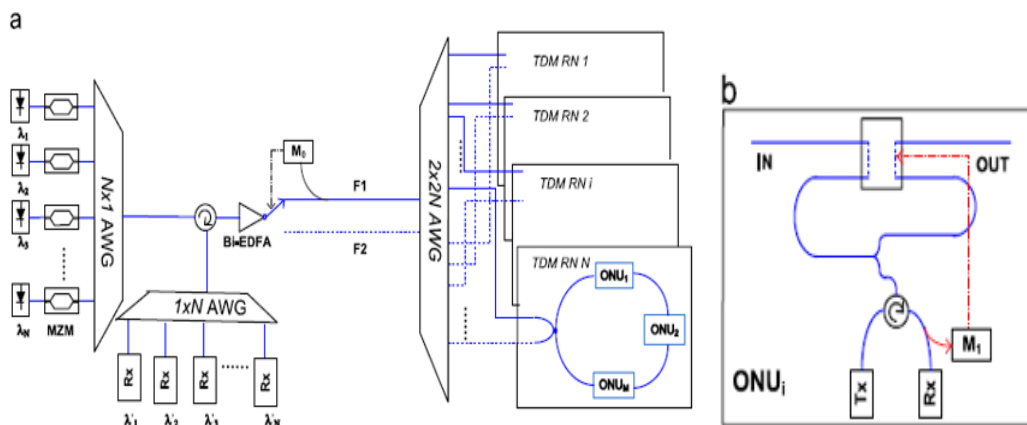 a
λ1
λ2
λ3
λN
MZM
Nx1 AWG
Bi-EDFA
M0
F1
F2
1xN AWG
Rx
Rx
Rx
Rx
λ'1
λ'2
λ'3
λ'N
2x2N AWG
TDM RN 1
TDM RN 2
TDM RN i
TDM RN N
ONU1
ONU2
ONUM
b
IN
OUT
M1
Tx
Rx
ONUi